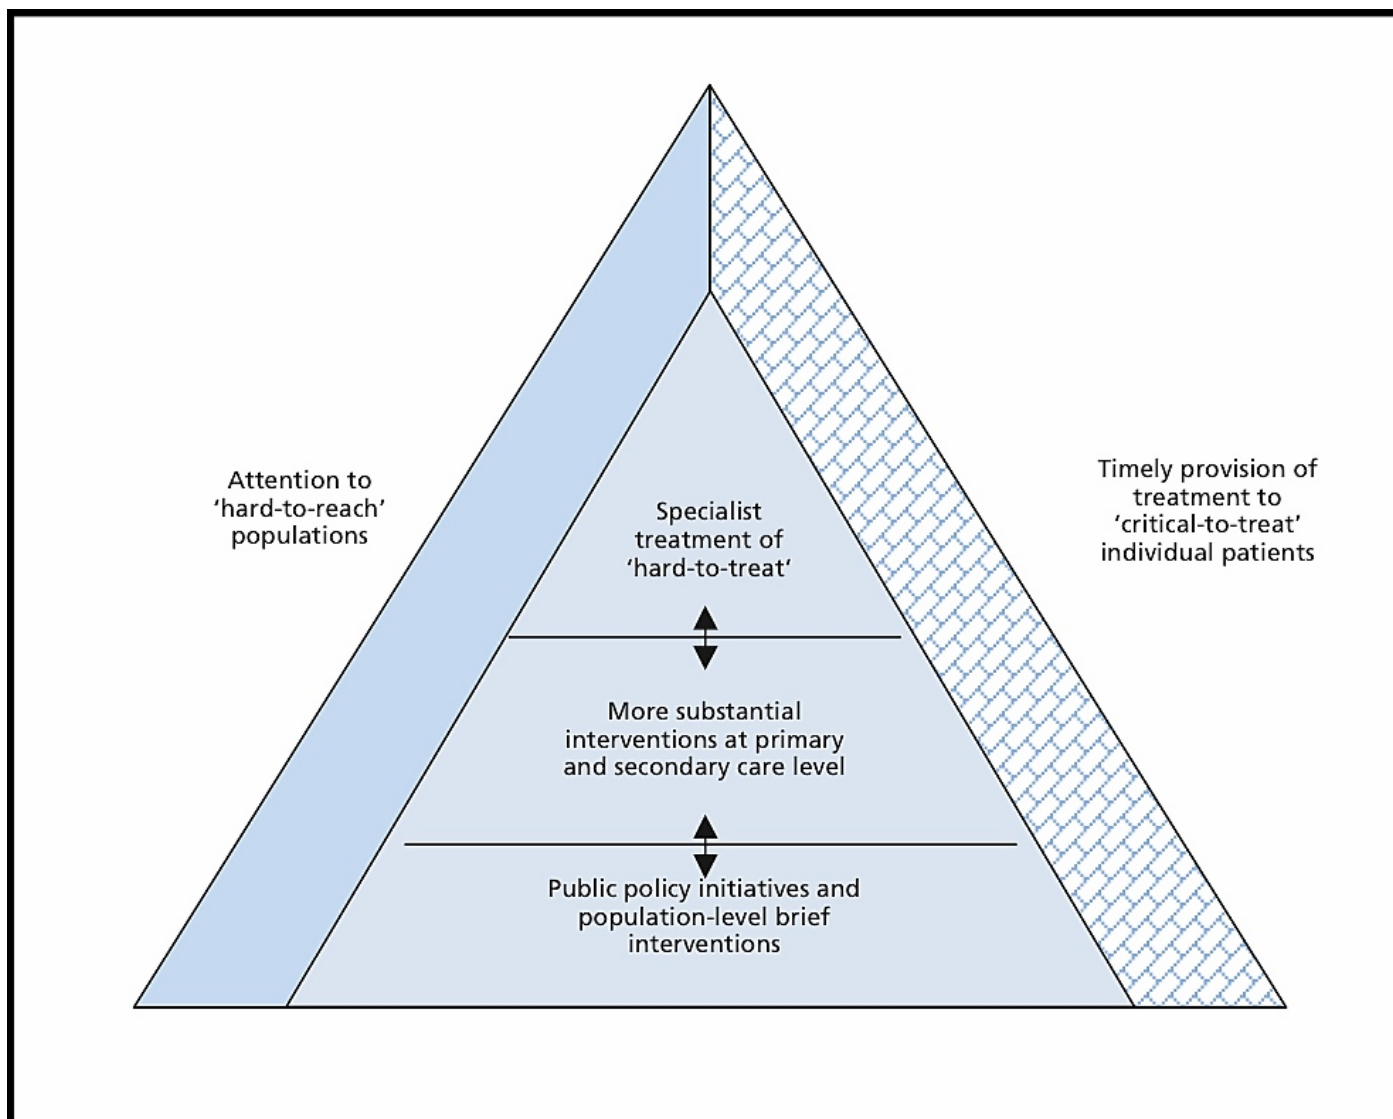 Attention to
‘hard-to-reach’
populations
Specialist
treatment of
‘hard-to-treat’
Timely provision of
treatment to
‘critical-to-treat’
individual patients
More substantial
interventions at primary
and secondary care level
Public policy initiatives and
population-level brief
interventions